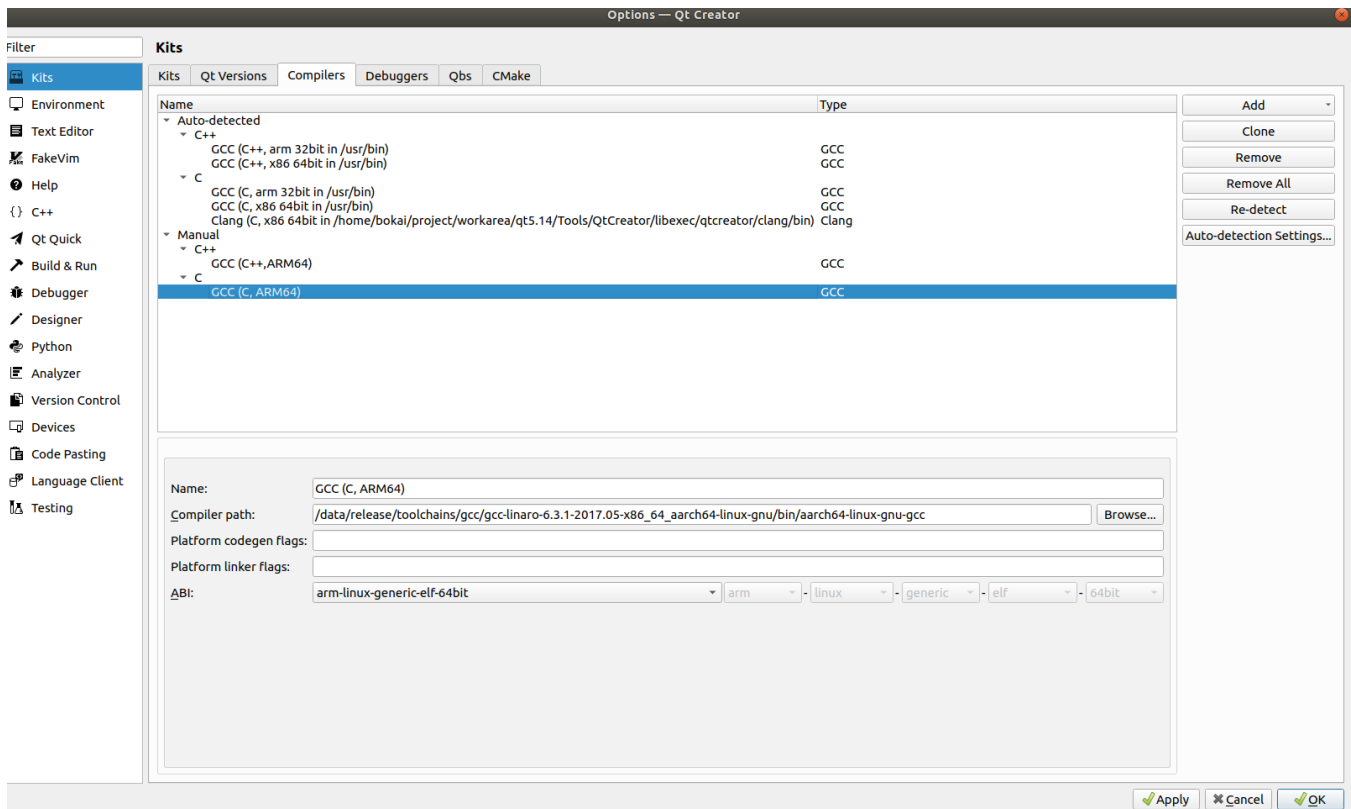 Options — Qt Creator
Filter
Kits
Kits
Environment
Text Editor
FakeVim
Help
C++
Qt Quick
Build & Run
Debugger
Designer
Python
Analyzer
Version Control
Devices
Code Pasting
Language Client
Testing
Kits Qt Versions Compilers Debuggers Qbs CMake
Name Type
Auto-detected
C++
GCC (C++, arm 32bit in /usr/bin) GCC
GCC (C++, x86 64bit in /usr/bin) GCC
C
GCC (C, arm 32bit in /usr/bin) GCC
GCC (C, x86 64bit in /usr/bin) GCC
Clang (C, x86 64bit in /home/bokai/project/workarea/qt5.14/Tools/QtCreator/libexec/qtcreator/clang/bin) Clang
Manual
C++
GCC (C++,ARM64) GCC
C
GCC (C, ARM64) GCC
Add
Clone
Remove
Remove All
Re-detect
Auto-detection Settings...
Name: GCC (C, ARM64)
Compiler path: /data/release/toolchains/gcc/gcc-linaro-6.3.1-2017.05-x86_64_aarch64-linux-gnu/bin/aarch64-linux-gnu-gcc Browse...
Platform codegen flags:
Platform linker flags:
ABI: arm-linux-generic-elf-64bit arm - linux - generic - elf - 64bit
Apply Cancel OK